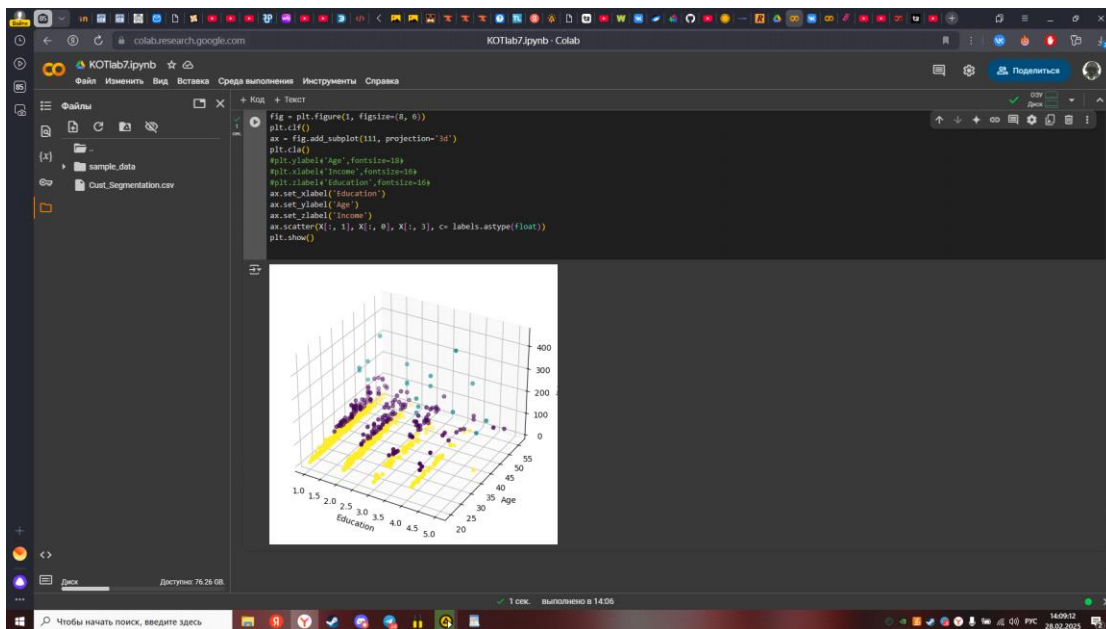 colab.research.google.com
KOTlab7.ipynb - Colab
KOTlab7.ipynb
Файл Изменить Вид Вставка Среда выполнения Инструменты Справка
Поделиться
Файлы
+ Код + Текст
ОЗУ
Диск
..
sample_data
Cust_Segmentation.csv
{x}
1
сек.
fig = plt.figure(1, figsize=(8, 6))
plt.clf()
ax = fig.add_subplot(111, projection='3d')
plt.cla()
#plt.ylabel('Age',fontsize=18)
#plt.xlabel('Income',fontsize=16)
#plt.zlabel('Education',fontsize=16)
ax.set_xlabel('Education')
ax.set_ylabel('Age')
ax.set_zlabel('Income')
ax.scatter(X[:, 1], X[:, 0], X[:, 3], c= labels.astype(float))
plt.show()
400
300
200
100
0
1.0 1.5 2.0 2.5 3.0 3.5 4.0 4.5 5.0
Education
20 25 30 35 40 45 50 55
Age
Диск Доступно: 76.26 GB.
1 сек. выполнено в 14:06
Чтобы начать поиск, введите здесь
РУС
14:09:12
28.02.2025